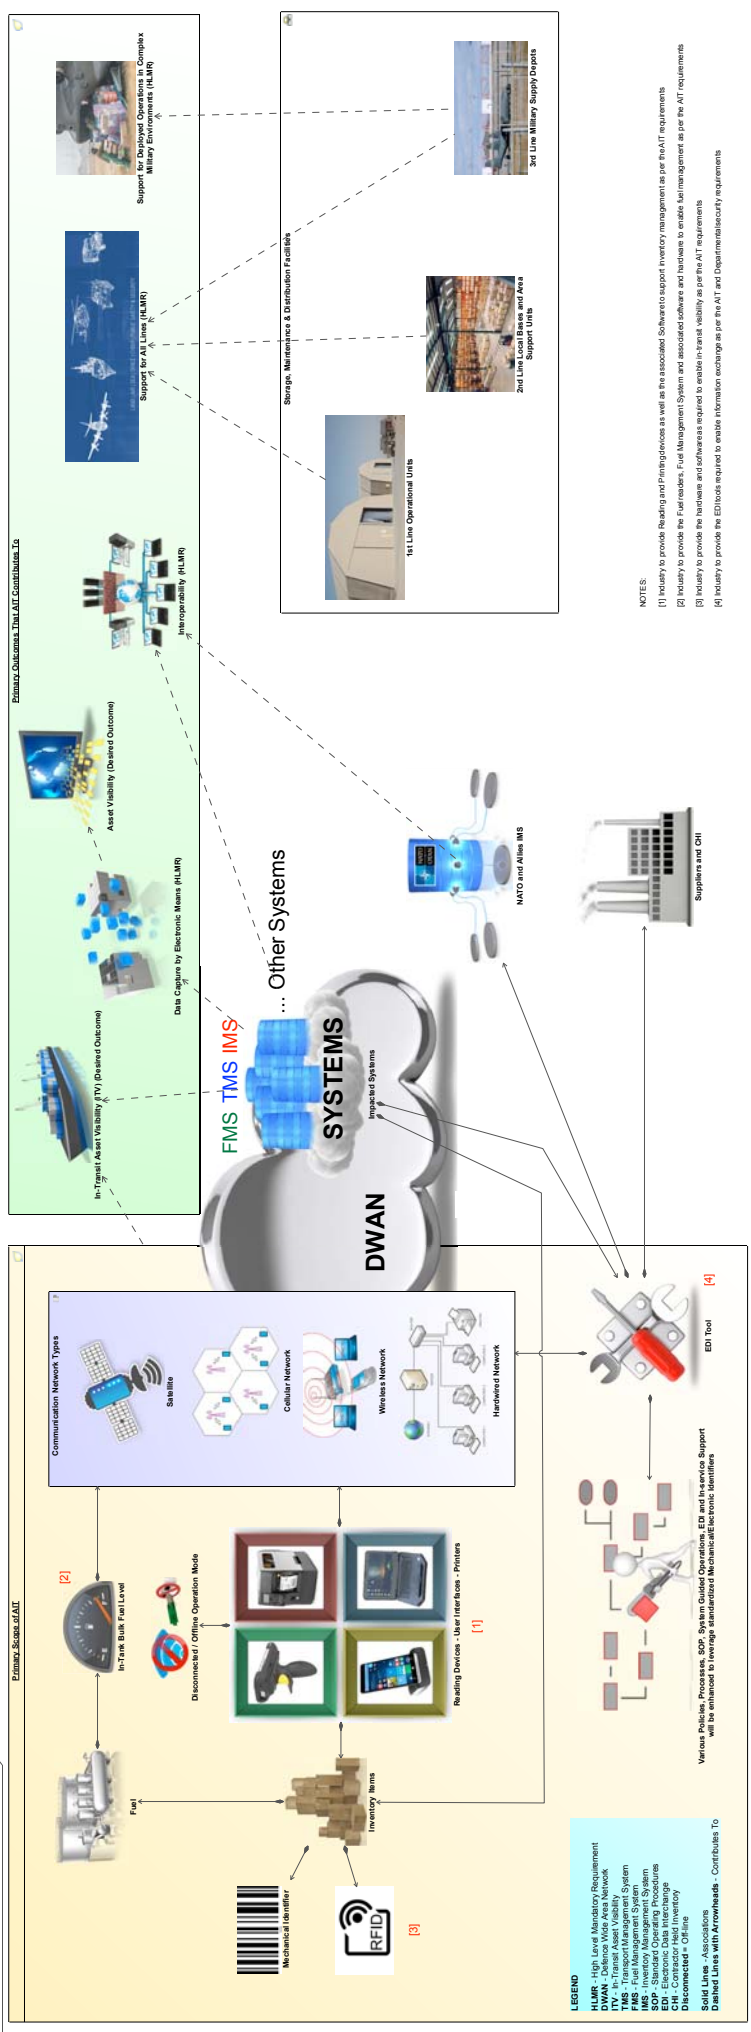 Primary Scope of AIT
Fuel
[2]
In-Tank Bulk Fuel Level
Mechanical Identifier
RFID
[3]
Inventory Items
Disconnected / Offline Operation Mode
Reading Devices - User Interfaces - Printers
[1]
Communication Network Types
Satellite
Cellular Network
Wireless Network
Hardwired Network
EDI Tool
[4]
Various Policies, Processes, SOP, System Guided Operations, EDI and In-service Support
will be enhanced to leverage standardized Mechanical/Electronic Identifiers
LEGEND
HLMR - High Level Mandatory Requirement
DWAN - Defence Wide Area Network
ITV - In-Transit Asset Visibility
TMS - Transport Management System
FMS - Fuel Management System
IMS - Inventory Management System
SOP - Standard Operating Procedures
EDI - Electronic Data Interchange
CHI - Contractor Held Inventory
Disconnected = Off-line
Solid Lines - Associations
Dashed Lines with Arrowheads - Contributes To
DWAN
FMS TMS IMS
... Other Systems
SYSTEMS
Impacted Systems
Primary Outcomes That AIT Contributes To
In-Transit Asset Visibility (ITV) (Desired Outcome)
Data Capture by Electronic Means (HLMR)
Asset Visibility (Desired Outcome)
Interoperability (HLMR)
Support for All Lines (HLMR)
Support for Deployed Operations in Complex
Military Environments (HLMR)
NATO and Allies IMS
Suppliers and CHI
Storage, Maintenance & Distribution Facilities
1st Line Operational Units
2nd Line Local Bases and Area
Support Units
3rd Line Military Supply Depots
NOTES:
[1] Industry to provide Reading and Printing devices as well as the associated Software to support inventory management as per the AIT requirements
[2] Industry to provide the Fuel readers, Fuel Management System and associated software and hardware to enable fuel management as per the AIT requirements
[3] Industry to provide the hardware and software as required to enable in-transit visibility as per the AIT requirements
[4] Industry to provide the EDI tools required to enable information exchange as per the AIT and Departmental security requirements